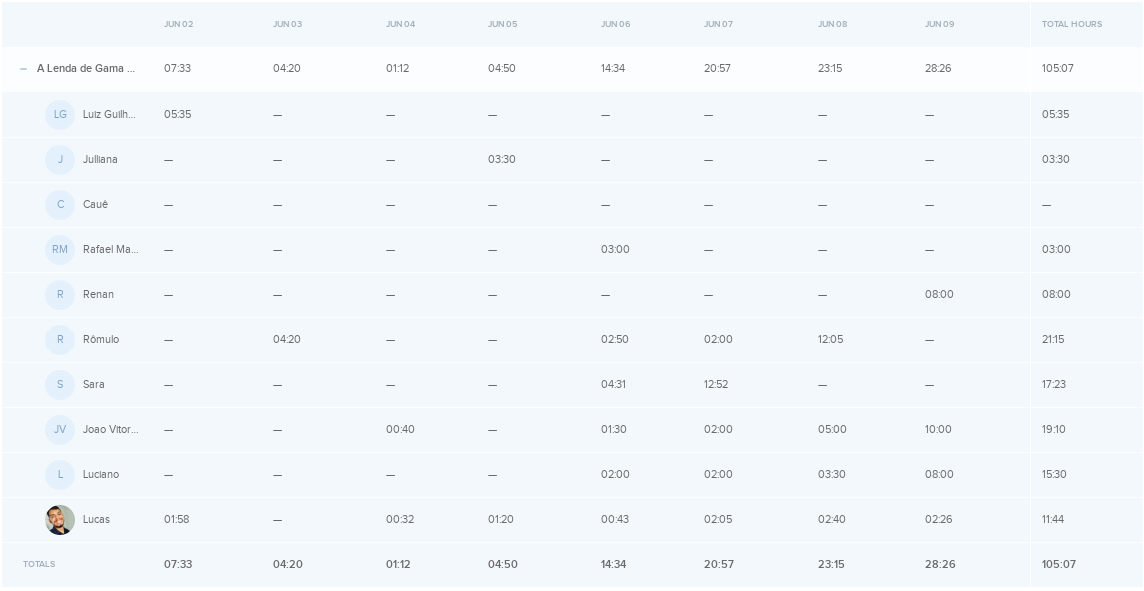 JUN 02 JUN 03 JUN 04 JUN 05 JUN 06 JUN 07 JUN 08 JUN 09 TOTAL HOURS
– A Lenda de Gama ... 07:33 04:20 01:12 04:50 14:34 20:57 23:15 28:26 105:07
LG Luiz Guilh... 05:35 — — — — — — — 05:35
J Julliana — — — 03:30 — — — — 03:30
C Cauê — — — — — — — — —
RM Rafael Ma... — — — — 03:00 — — — 03:00
R Renan — — — — — — — 08:00 08:00
R Rômulo — 04:20 — — 02:50 02:00 12:05 — 21:15
S Sara — — — — 04:31 12:52 — — 17:23
JV Joao Vitor... — — 00:40 — 01:30 02:00 05:00 10:00 19:10
L Luciano — — — — 02:00 02:00 03:30 08:00 15:30
Lucas 01:58 — 00:32 01:20 00:43 02:05 02:40 02:26 11:44
TOTALS 07:33 04:20 01:12 04:50 14:34 20:57 23:15 28:26 105:07